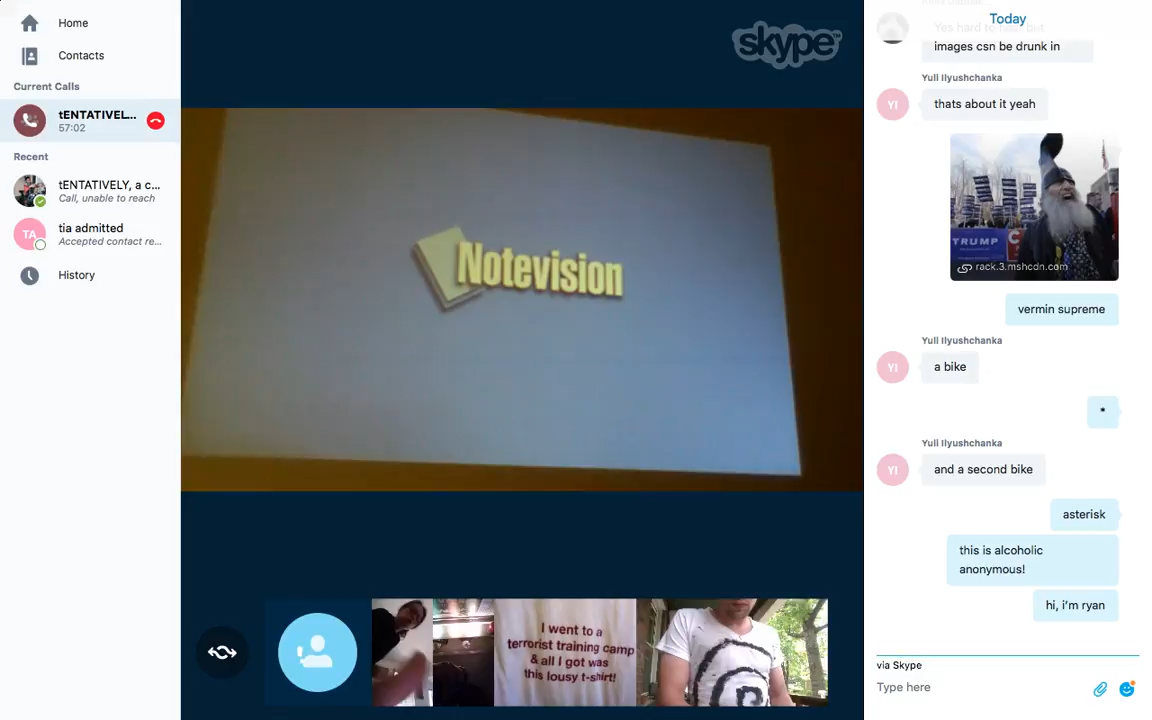 Home
Contacts
Current Calls
tENTATIVEL...
57:02
Recent
tENTATIVELY, a c...
Call, unable to reach
TA
tia admitted
Accepted contact re...
History
skype™
Notevision
I went to a
terrorist training camp
& all I got was
this lousy t-shirt!
Today
images csn be drunk in
Yuli Ilyushchanka
YI
thats about it yeah
TRUMP
rack.3.mshcdn.com
vermin supreme
Yuli Ilyushchanka
YI
a bike
*
Yuli Ilyushchanka
YI
and a second bike
asterisk
this is alcoholic
anonymous!
hi, i'm ryan
via Skype
Type here